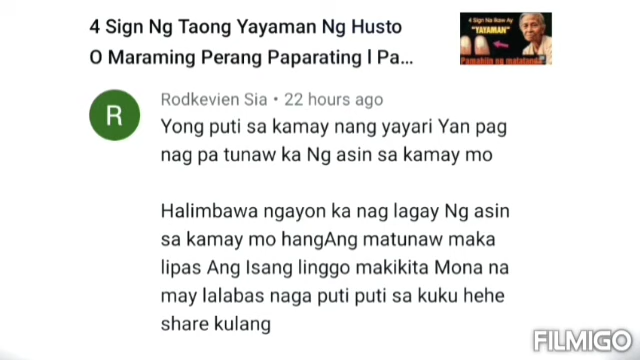 4 Sign Ng Taong Yayaman Ng Husto
O Maraming Perang Paparating l Pa...
4 Sign Na Ikaw Ay
"YAYAMAN"
Pamahiin ng matatanda
R
Rodkevien Sia • 22 hours ago
Yong puti sa kamay nang yayari Yan pag
nag pa tunaw ka Ng asin sa kamay mo
Halimbawa ngayon ka nag lagay Ng asin
sa kamay mo hangAng matunaw maka
lipas Ang Isang linggo makikita Mona na
may lalabas naga puti puti sa kuku hehe
share kulang
FILMIGO